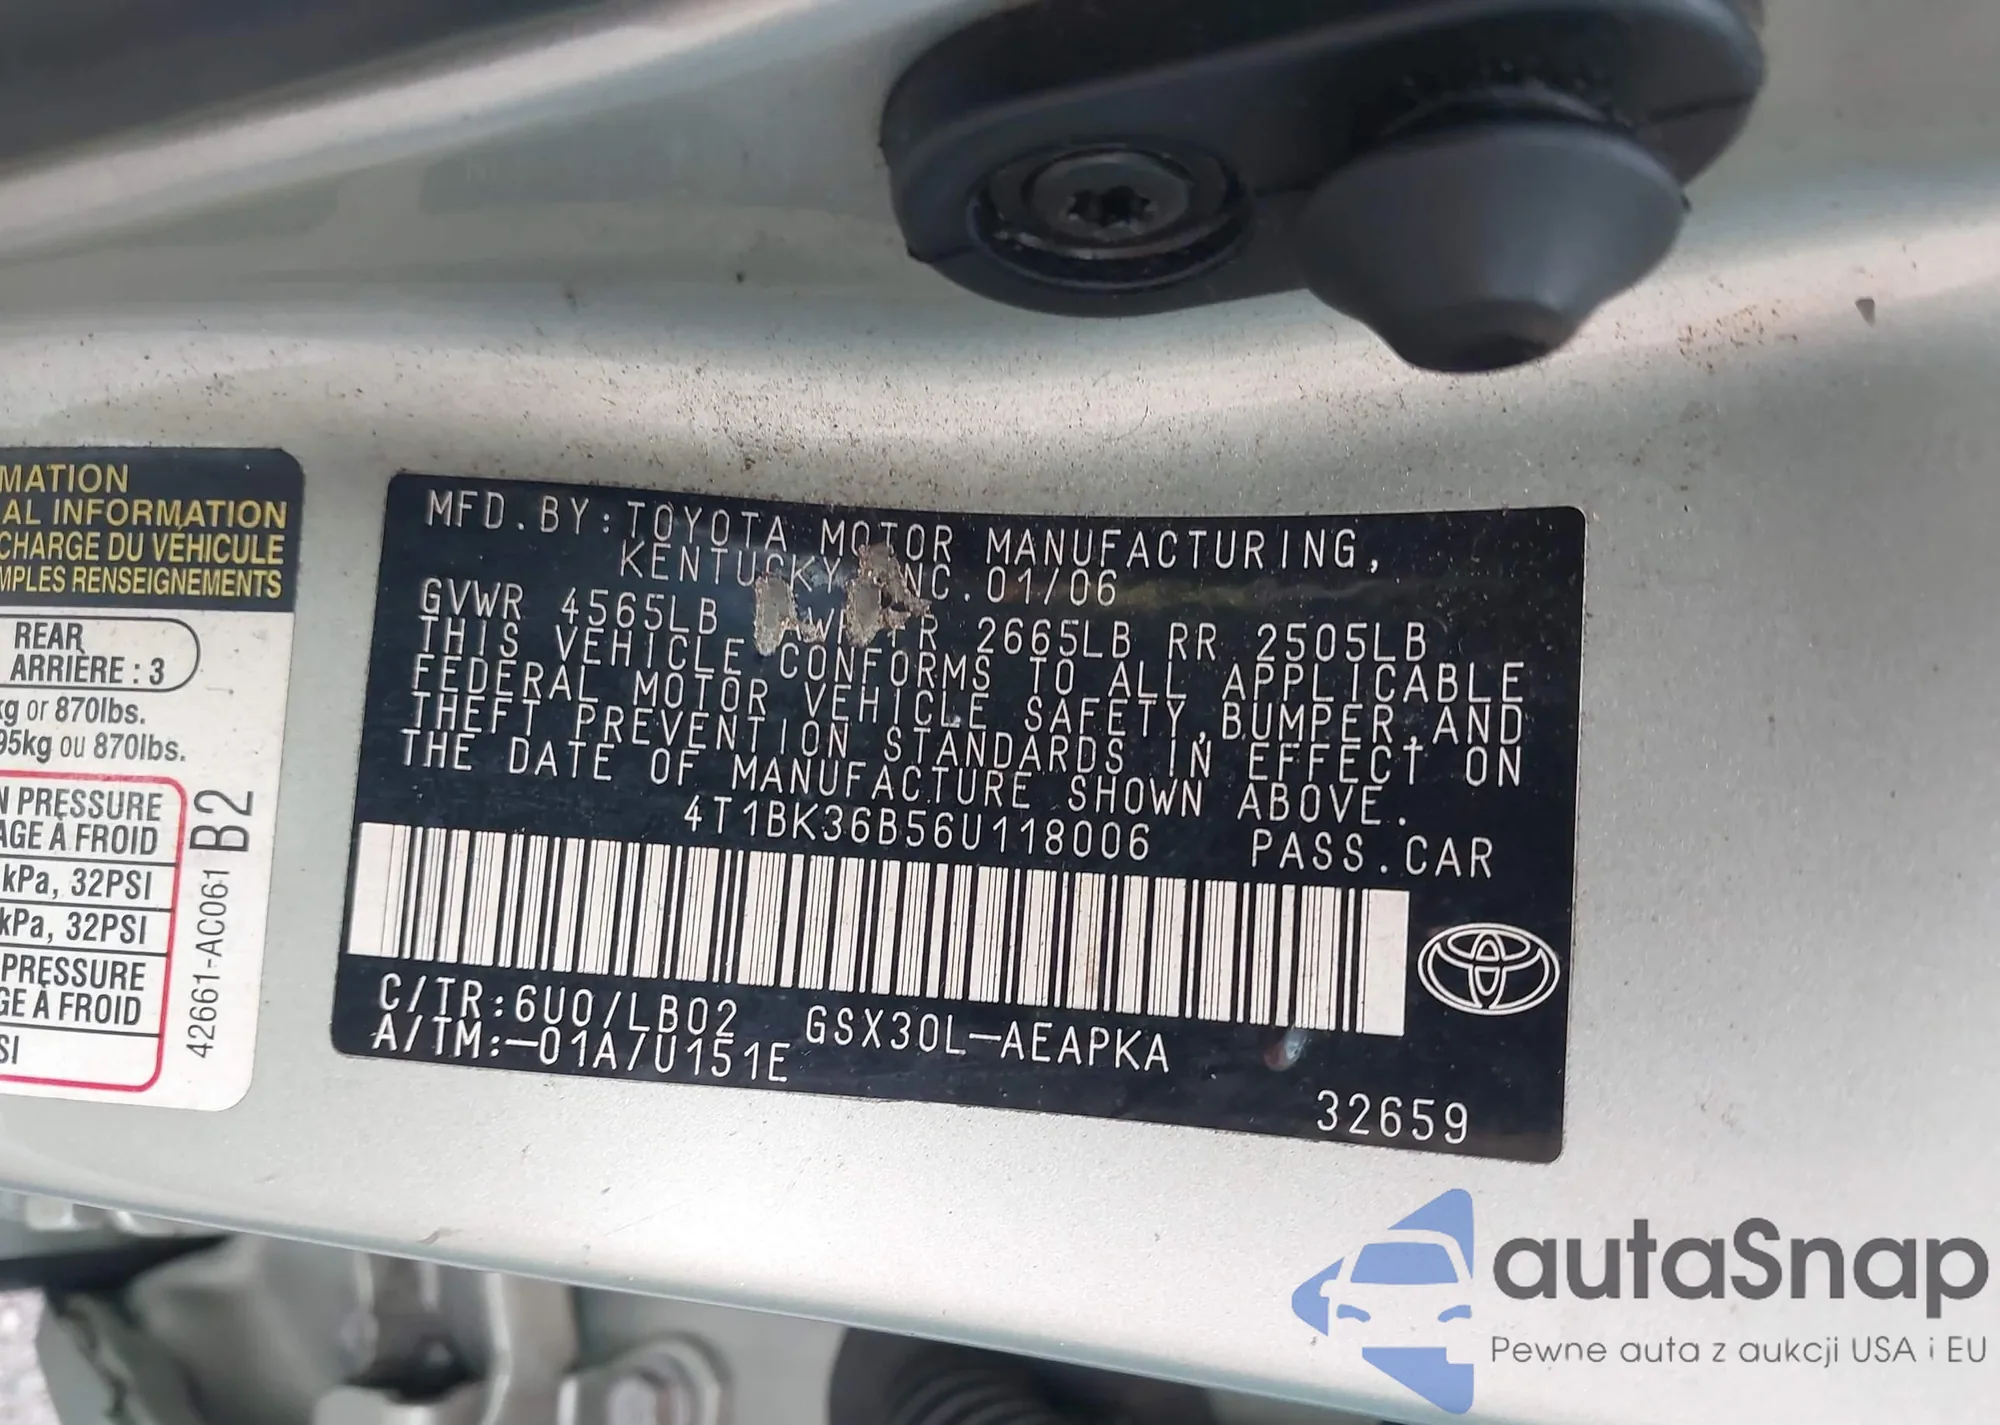 MATION
AL INFORMATION
CHARGE DU VÉHICULE
MPLES RENSEIGNEMENTS
REAR
ARRIÈRE : 3
kg or 870lbs.
95kg ou 870lbs.
N PRESSURE
AGE À FROID
kPa, 32PSI
kPa, 32PSI
PRESSURE
GE À FROID
SI
42661-AC061 B2
MFD.BY:TOYOTA MOTOR MANUFACTURING,
KENTUCKY, INC.01/06
GVWR 4565LB GAWR FR 2665LB RR 2505LB
THIS VEHICLE CONFORMS TO ALL APPLICABLE
FEDERAL MOTOR VEHICLE SAFETY,BUMPER,AND
THEFT PREVENTION STANDARDS IN EFFECT ON
THE DATE OF MANUFACTURE SHOWN ABOVE.
4T1BK36B56U118006 PASS.CAR
C/TR:6U0/LB02 GSX30L-AEAPKA
A/TM:-01A/U151E
32659
autaSnap
Pewne auta z aukcji USA i EU